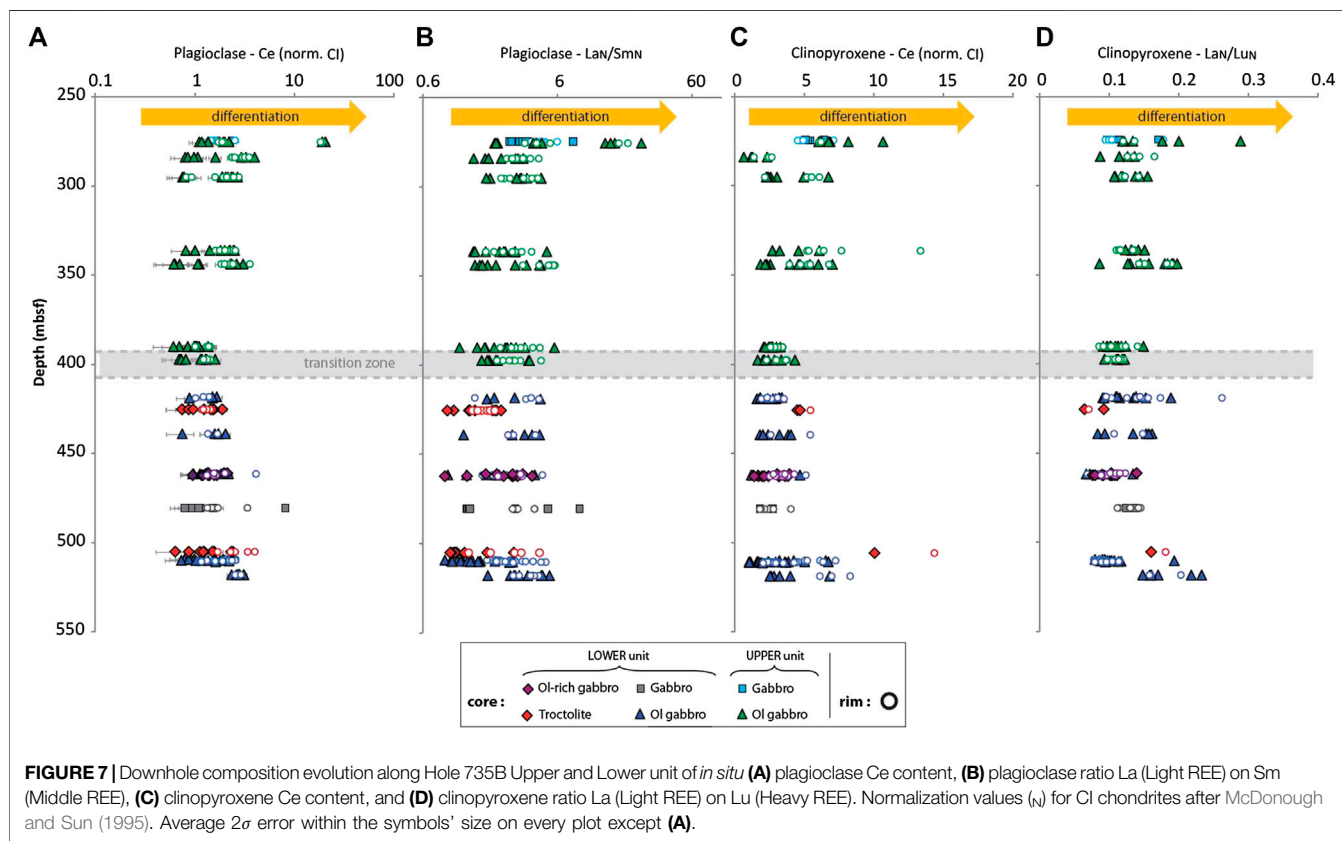 A
Plagioclase - Ce (norm. CI)
0.1 1 10 100
B
Plagioclase - LaN/SmN
0.6 6 60
C
Clinopyroxene - Ce (norm. CI)
0 5 10 15 20
D
Clinopyroxene - LaN/LuN
0 0.1 0.2 0.3 0.4
differentiation differentiation differentiation differentiation
Depth (mbsf)
250
300
350
400
450
500
550
transition zone
LOWER unit UPPER unit
core : Ol-rich gabbro Gabbro Gabbro rim :
Troctolite Ol gabbro Ol gabbro
FIGURE 7 | Downhole composition evolution along Hole 735B Upper and Lower unit of in situ (A) plagioclase Ce content, (B) plagioclase ratio La (Light REE) on Sm
(Middle REE), (C) clinopyroxene Ce content, and (D) clinopyroxene ratio La (Light REE) on Lu (Heavy REE). Normalization values (N) for CI chondrites after McDonough
and Sun (1995). Average 2σ error within the symbols' size on every plot except (A).